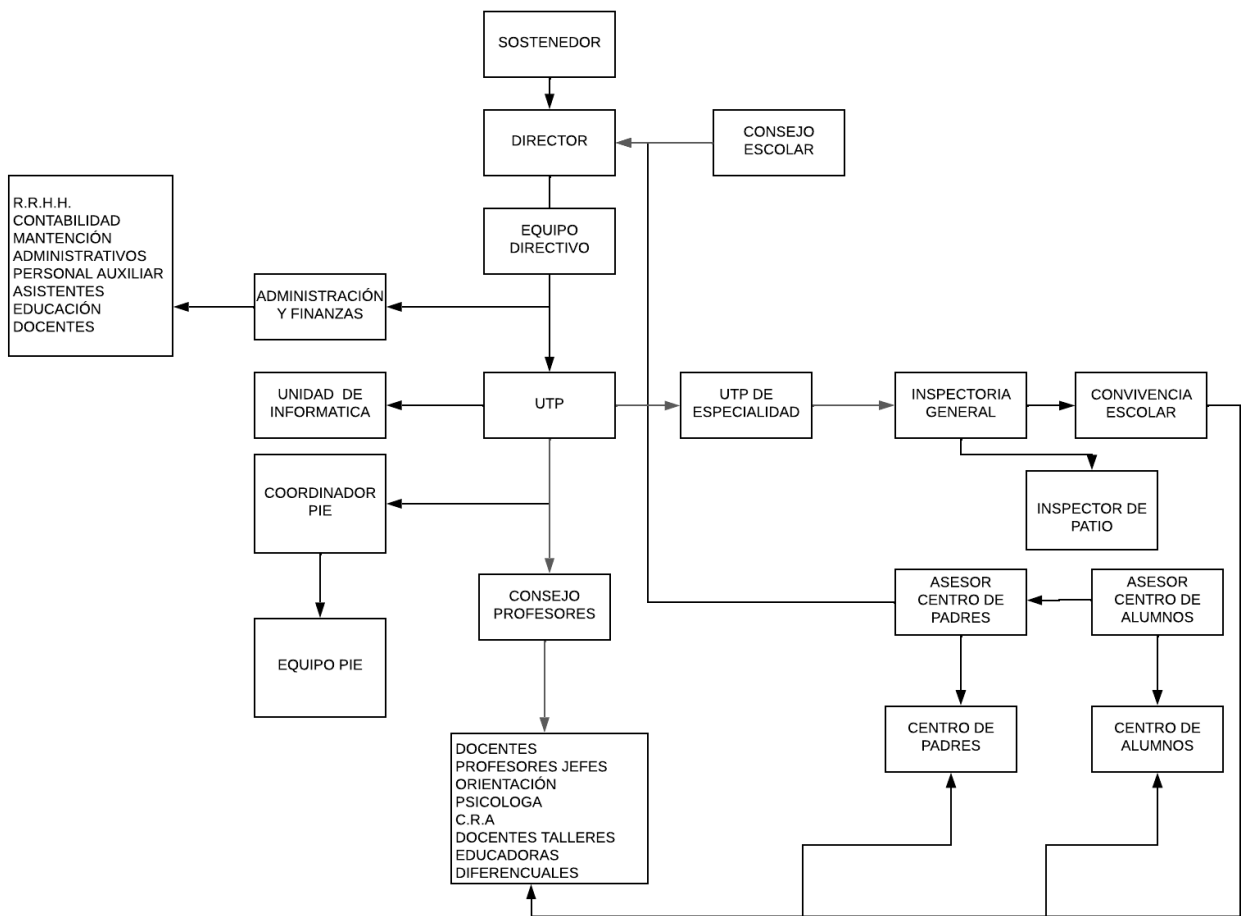 SOSTENEDOR
DIRECTOR
CONSEJO
ESCOLAR
EQUIPO
DIRECTIVO
R.R.H.H.
CONTABILIDAD
MANTENCIÓN
ADMINISTRATIVOS
PERSONAL AUXILIAR
ASISTENTES
EDUCACIÓN
DOCENTES
ADMINISTRACIÓN
Y FINANZAS
UNIDAD DE
INFORMATICA
UTP
UTP DE
ESPECIALIDAD
INSPECTORIA
GENERAL
CONVIVENCIA
ESCOLAR
COORDINADOR
PIE
INSPECTOR DE
PATIO
CONSEJO
PROFESORES
ASESOR
CENTRO DE
PADRES
ASESOR
CENTRO DE
ALUMNOS
EQUIPO PIE
CENTRO DE
PADRES
CENTRO DE
ALUMNOS
DOCENTES
PROFESORES JEFES
ORIENTACIÓN
PSICOLOGA
C.R.A
DOCENTES TALLERES
EDUCADORAS
DIFERENCUALES